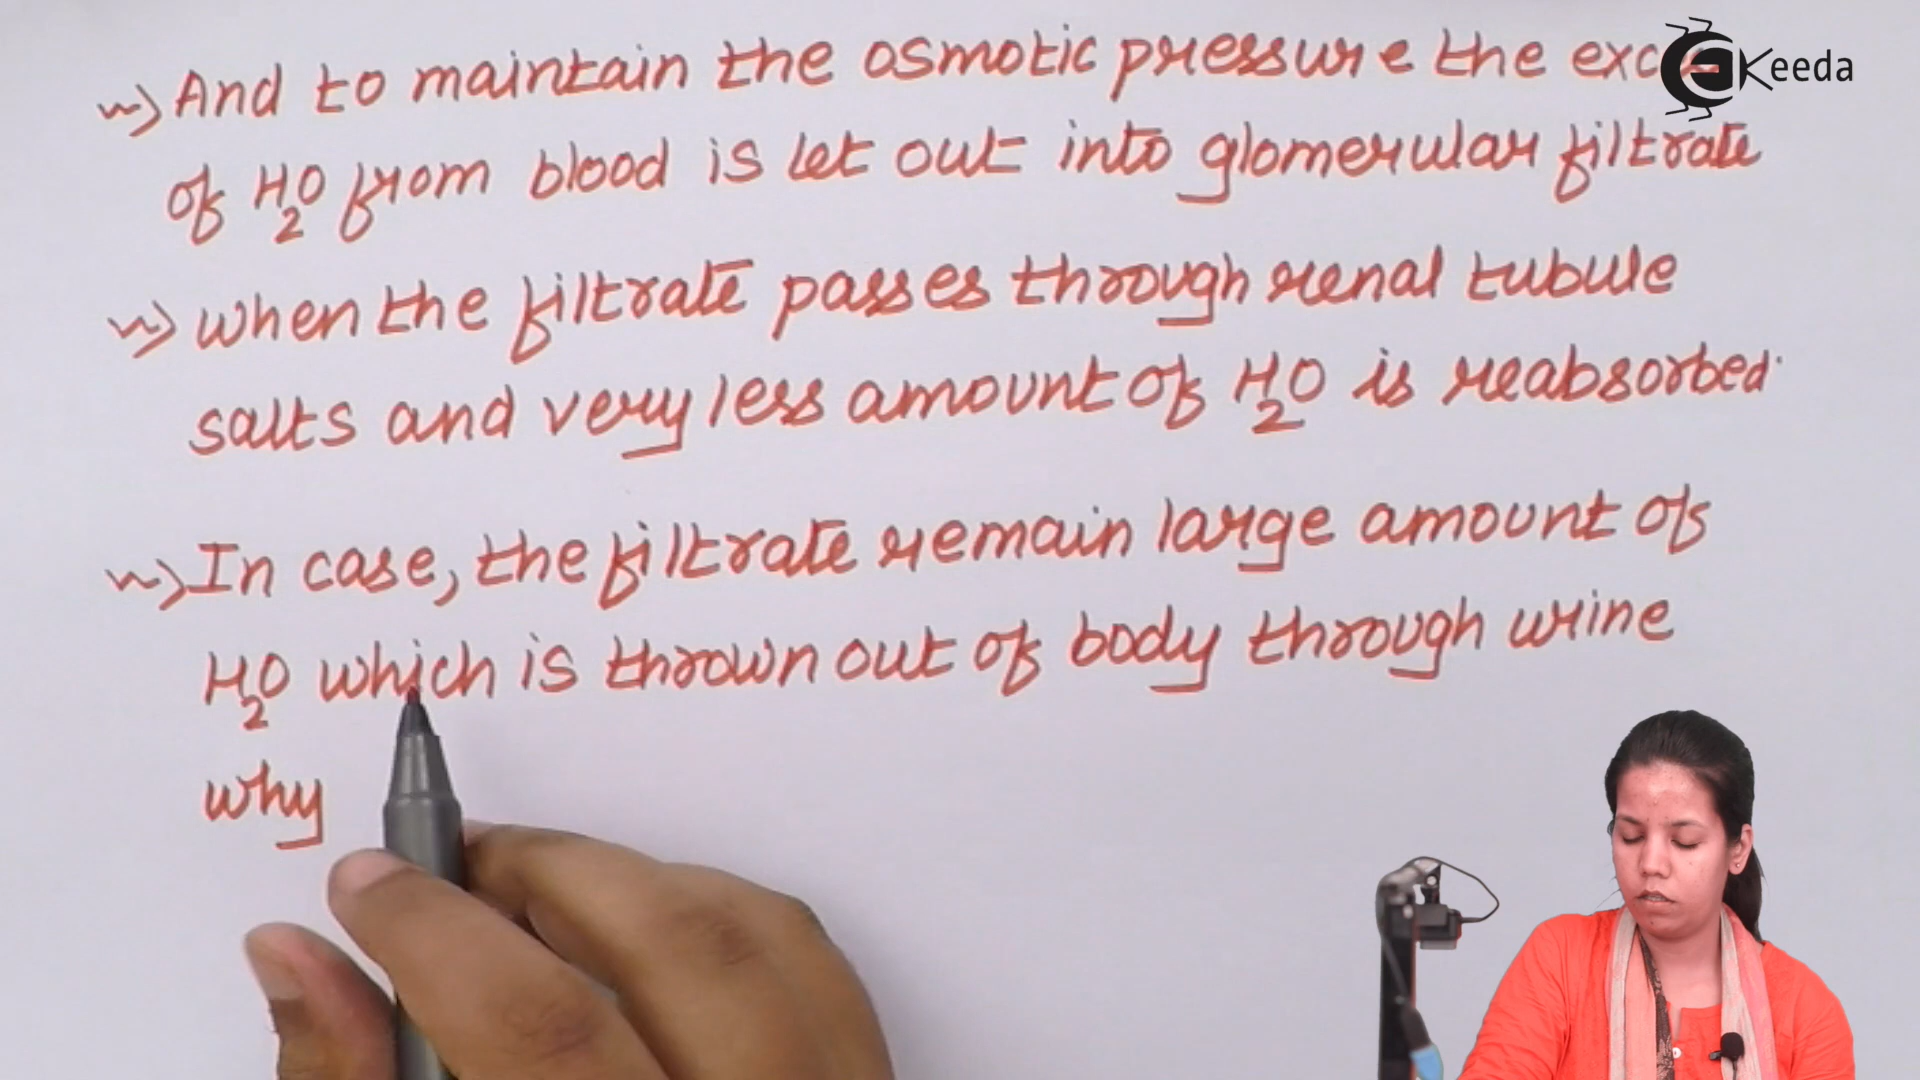 And to maintain the osmotic pressure the exc
Keeda
of H2O from blood is let out into glomerular filtrate
when the filtrate passes through renal tubule
salts and very less amount of H2O is reabsorbed.
In case, the filtrate remain large amount of
H2O which is thrown out of body through urine
why